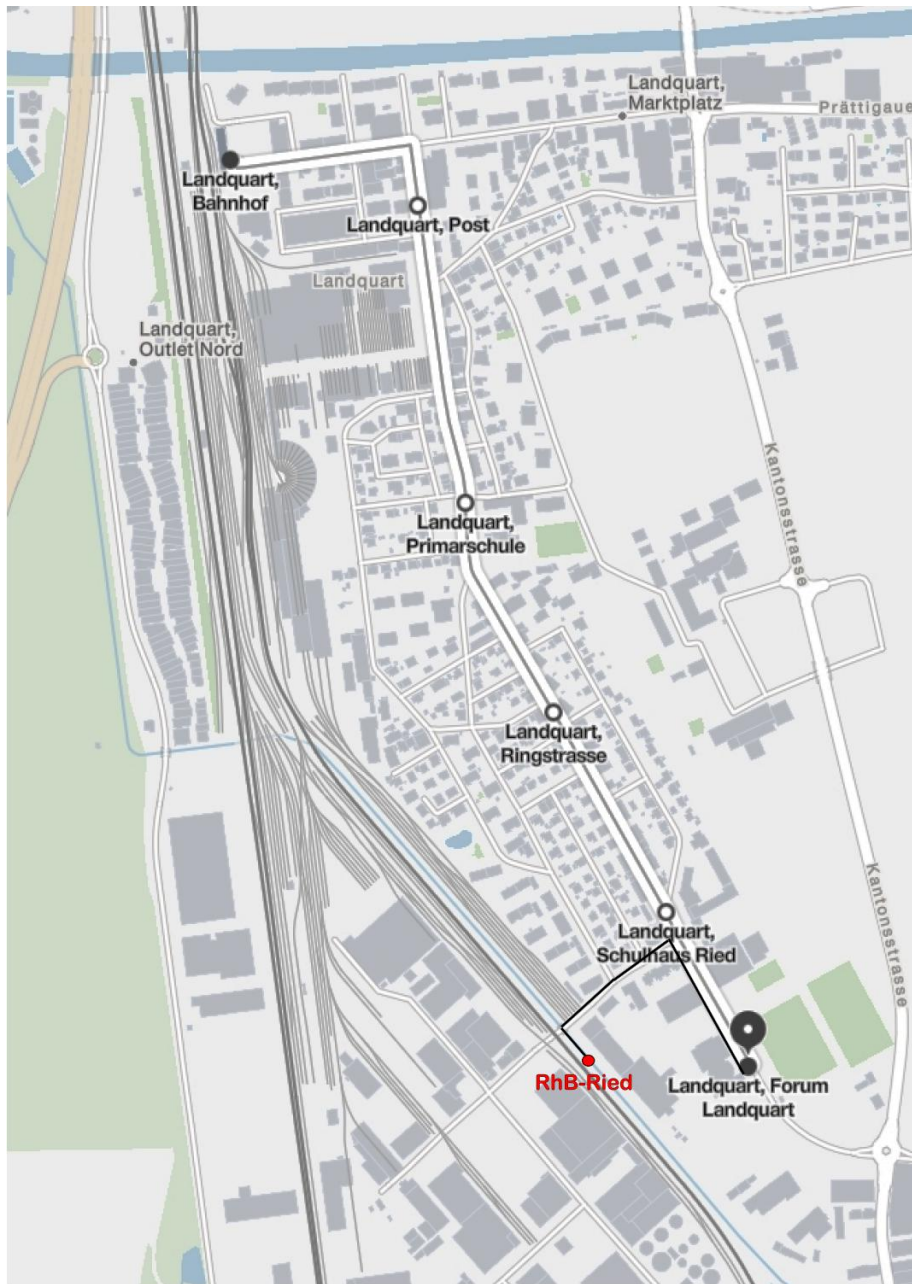 Landquart,
Marktplatz
Prättigaue
Landquart,
Bahnhof
Landquart, Post
Landquart
Landquart,
Outlet Nord
Kantonsstrasse
Landquart,
Primarschule
Landquart,
Ringstrasse
Kantonsstrasse
Landquart,
Schulhaus Ried
RhB-Ried
Landquart, Forum
Landquart